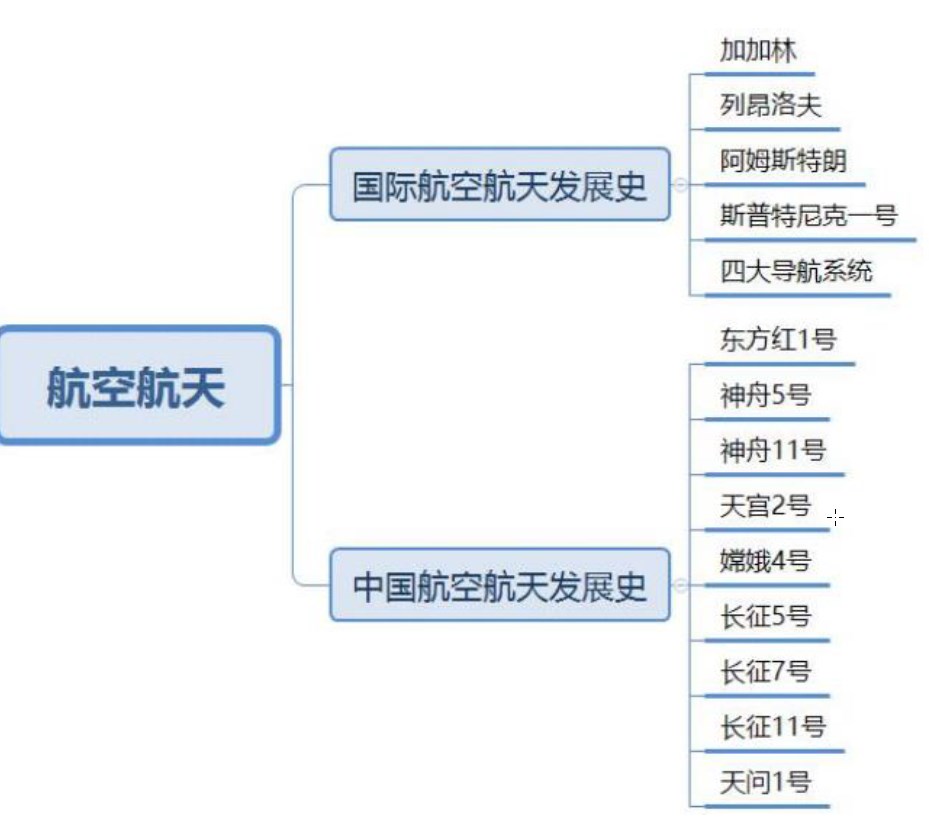 航空航天
国际航空航天发展史
加加林
列昂洛夫
阿姆斯特朗
斯普特尼克一号
四大导航系统
中国航空航天发展史
东方红1号
神舟5号
神舟11号
天宫2号
嫦娥4号
长征5号
长征7号
长征11号
天问1号